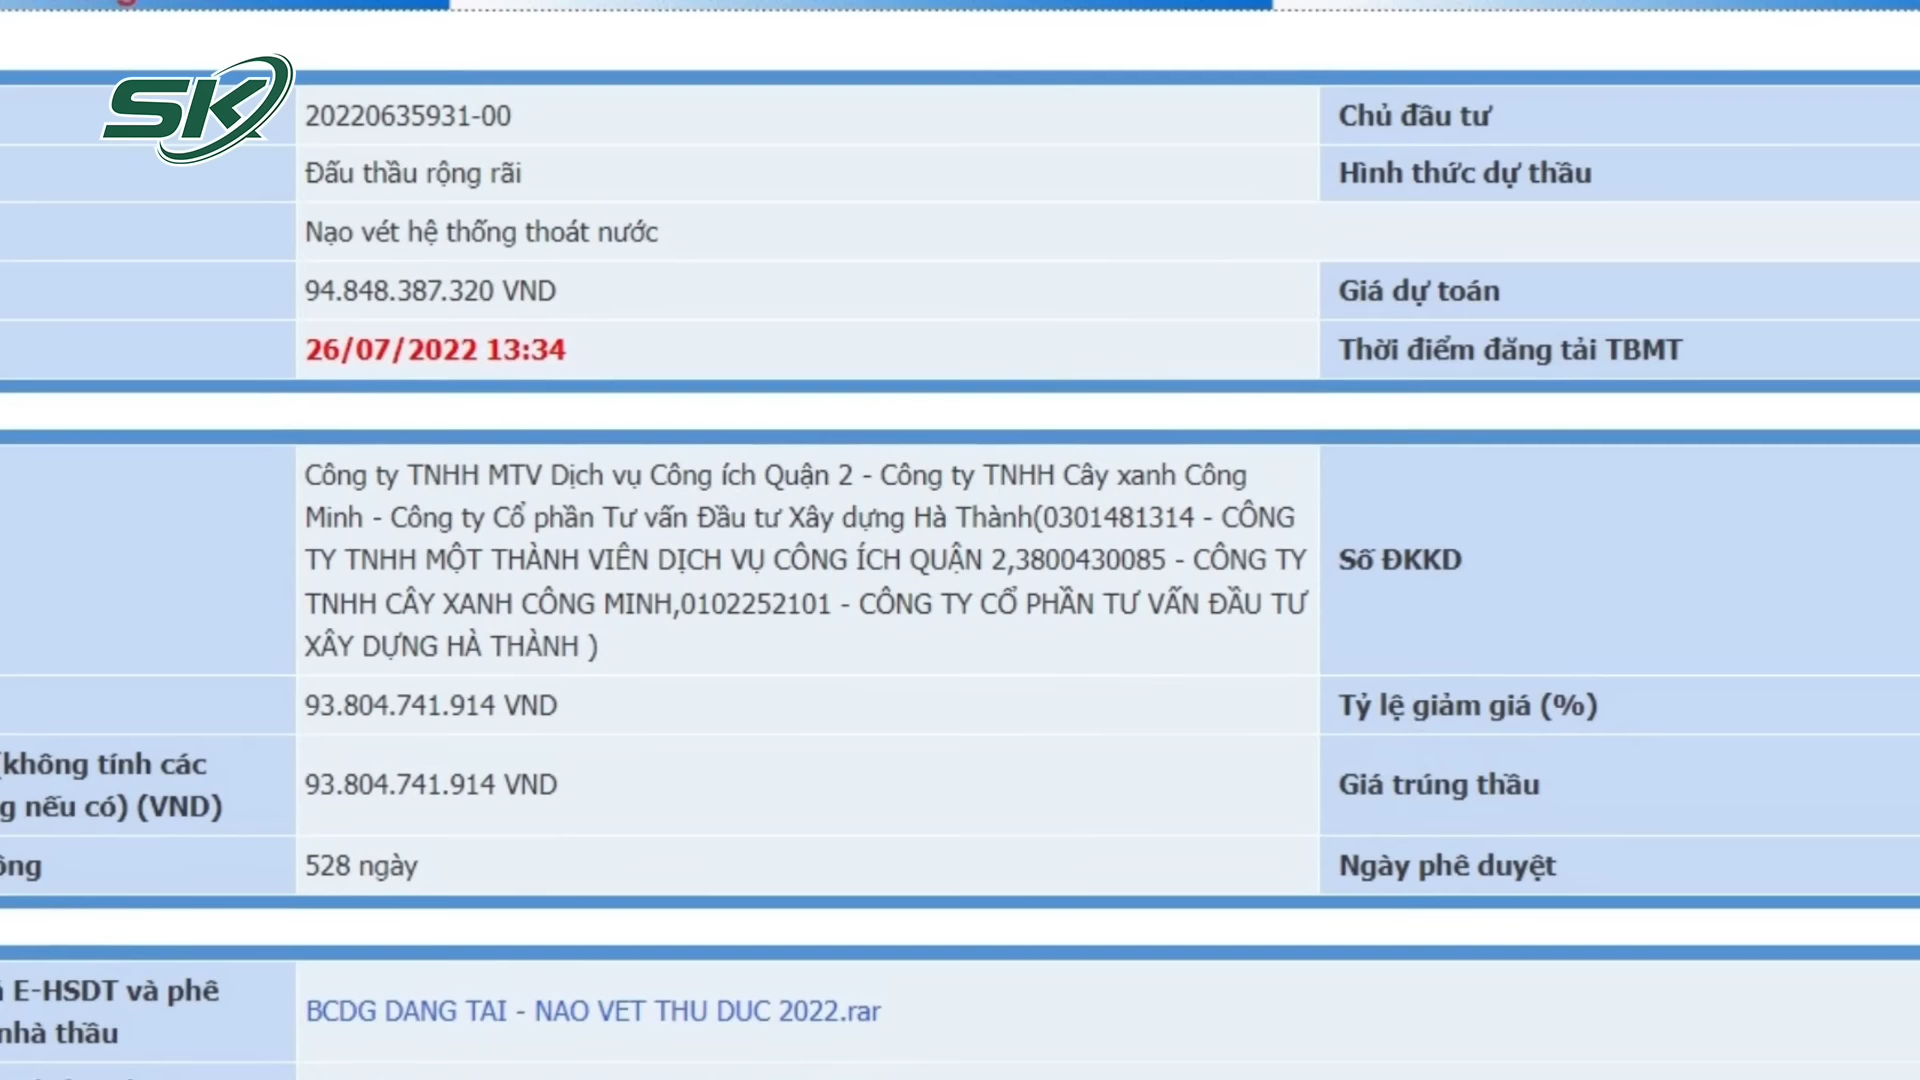 SK
20220635931-00
Chủ đầu tư
Đấu thầu rộng rãi
Hình thức dự thầu
Nạo vét hệ thống thoát nước
94.848.387.320 VND
Giá dự toán
26/07/2022 13:34
Thời điểm đăng tải TBMT
Công ty TNHH MTV Dịch vụ Công ích Quận 2 - Công ty TNHH Cây xanh Công
Minh - Công ty Cổ phần Tư vấn Đầu tư Xây dựng Hà Thành(0301481314 - CÔNG
TY TNHH MỘT THÀNH VIÊN DỊCH VỤ CÔNG ÍCH QUẬN 2,3800430085 - CÔNG TY
TNHH CÂY XANH CÔNG MINH,0102252101 - CÔNG TY CỔ PHẦN TƯ VẤN ĐẦU TƯ
XÂY DỰNG HÀ THÀNH )
Số ĐKKD
93.804.741.914 VND
Tỷ lệ giảm giá (%)
(không tính các
g nếu có) (VND)
93.804.741.914 VND
Giá trúng thầu
ồng
528 ngày
Ngày phê duyệt
E-HSDT và phê
nhà thầu
BCDG DANG TAI - NAO VET THU DUC 2022.rar